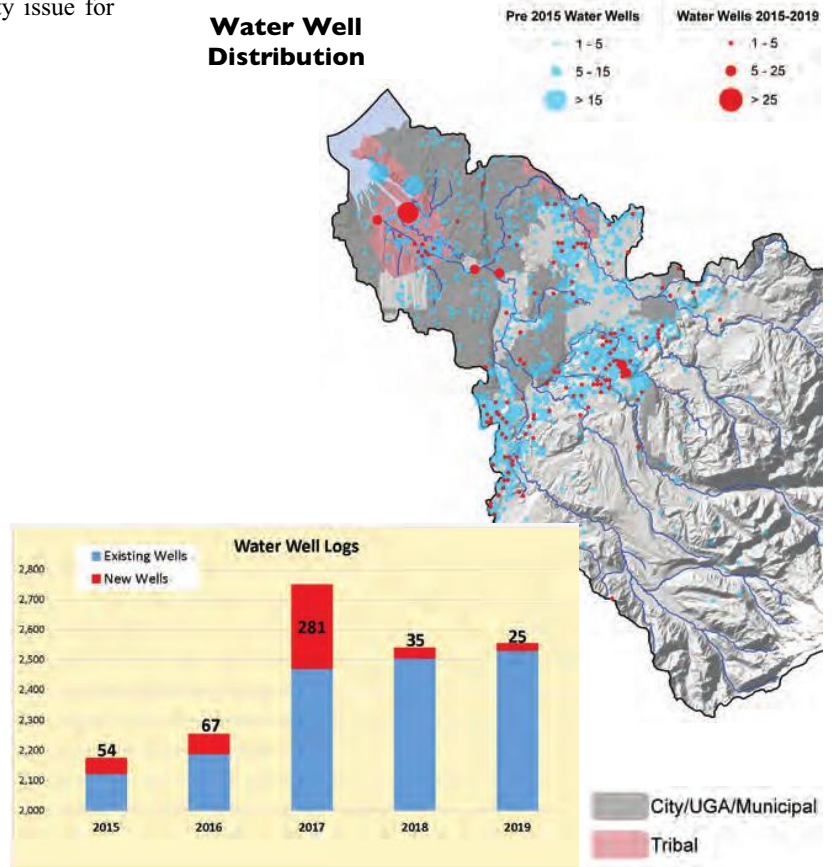 ty issue for
Water Well
Distribution
Pre 2015 Water Wells
1 - 5
5 - 15
> 15
Water Wells 2015-2019
1 - 5
5 - 25
> 25
Water Well Logs
Existing Wells
New Wells
2,800
2,700
2,600
2,500
2,400
2,300
2,200
2,100
2,000
54
67
281
35
25
2015
2016
2017
2018
2019
City/UGA/Municipal
Tribal